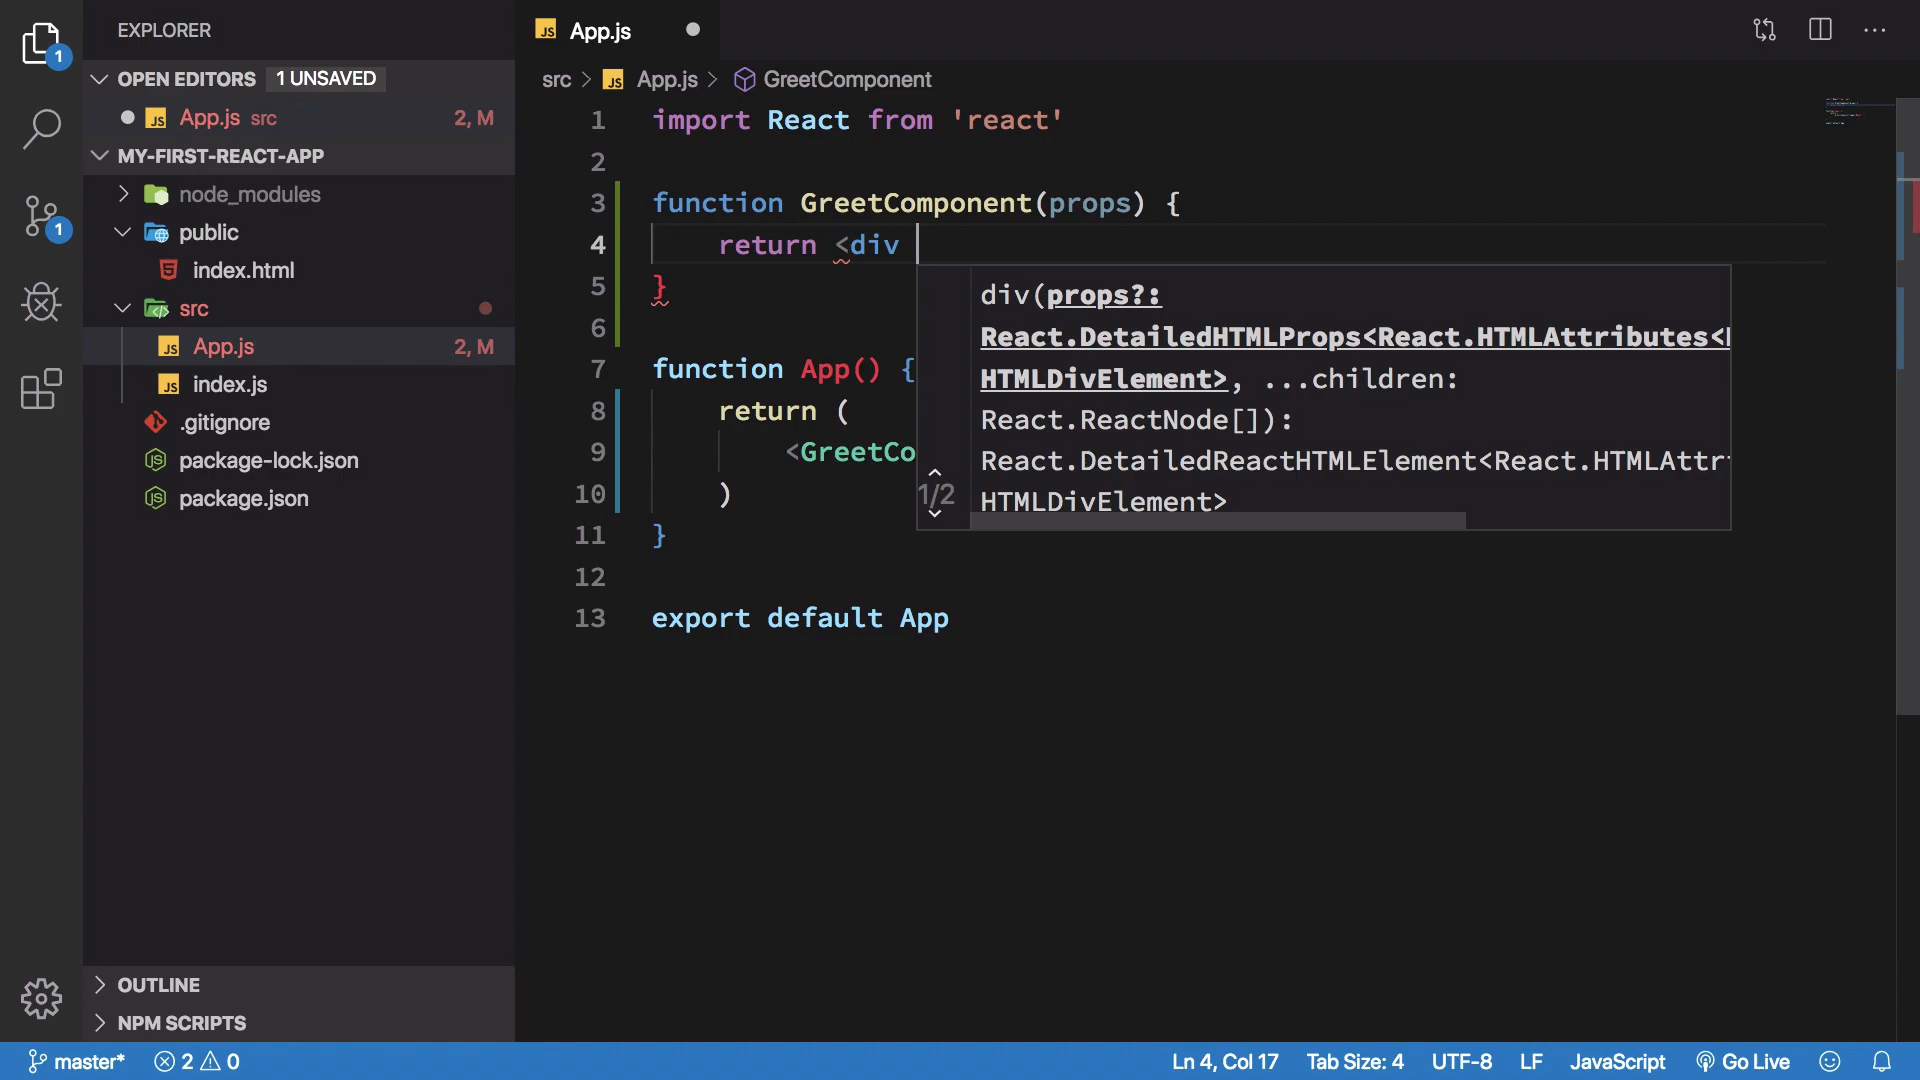 EXPLORER
OPEN EDITORS 1 UNSAVED
App.js src 2, M
MY-FIRST-REACT-APP
node_modules
public
index.html
src
App.js 2, M
index.js
.gitignore
package-lock.json
package.json
OUTLINE
NPM SCRIPTS
1
1
JS App.js
src > JS App.js > GreetComponent
1 import React from 'react'
2
3 function GreetComponent(props) {
4 return <div
5 }
6
7 function App() {
8 return (
9 <GreetCo
10 )
11 }
12
13 export default App
1/2
div(props?:
React.DetailedHTMLProps<React.HTMLAttributes<
HTMLDivElement>, ...children:
React.ReactNode[]):
React.DetailedReactHTMLElement<React.HTMLAttr
HTMLDivElement>
master* 2 0 Ln 4, Col 17 Tab Size: 4 UTF-8 LF JavaScript Go Live